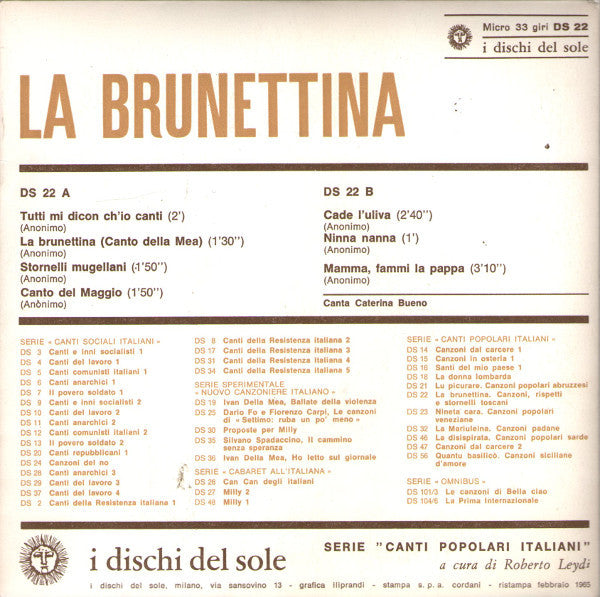 Micro 33 giri DS 22
i dischi del sole
LA BRUNETTINA
DS 22 A
Tutti mi dicon ch'io canti (2')
(Anonimo)
La brunettina (Canto della Mea) (1'30'')
(Anonimo)
Stornelli mugellani (1'50'')
(Anonimo)
Canto del Maggio (1'50'')
(Anonimo)
DS 22 B
Cade l'uliva (2'40'')
(Anonimo)
Ninna nanna (1')
(Anonimo)
Mamma, fammi la pappa (3'10'')
(Anonimo)
Canta Caterina Bueno
SERIE « CANTI SOCIALI ITALIANI »
DS 3 Canti e inni socialisti 1
DS 4 Canti del lavoro 1
DS 5 Canti comunisti italiani 1
DS 6 Canti anarchici 1
DS 7 Il povero soldato 1
DS 9 Canti e inni socialisti 2
DS 10 Canti del lavoro 2
DS 11 Canti anarchici 2
DS 12 Canti comunisti italiani 2
DS 13 Il povero soldato 2
DS 20 Canti repubblicani 1
DS 24 Canzoni del no
DS 28 Canti anarchici 3
DS 29 Canti del lavoro 3
DS 37 Canti del lavoro 4
DS 2 Canti della Resistenza italiana 1
DS 8 Canti della Resistenza italiana 2
DS 17 Canti della Resistenza italiana 3
DS 31 Canti della Resistenza italiana 4
DS 34 Canti della Resistenza italiana 5
SERIE SPERIMENTALE
« NUOVO CANZONIERE ITALIANO »
DS 19 Ivan Della Mea, Ballate della violenza
DS 23 Dario Fo e Fiorenzo Carpi, Le canzoni
di « Settimo: ruba un po' meno »
DS 30 Proposte per Milly
DS 35 Silvano Spadaccino, Il cammino
senza speranza
DS 36 Ivan Della Mea, Ho letto sul giornale
SERIE « CABARET ALL'ITALIANA »
DS 26 Can Can degli italiani
DS 27 Milly 2
DS 48 Milly 1
SERIE « CANTI POPOLARI ITALIANI »
DS 14 Canzoni dal carcere 1
DS 15 Canzoni in osteria 1
DS 16 Santi del mio paese 1
DS 18 La donna lombarda
DS 21 Lu picurare. Canzoni popolari abruzzesi
DS 22 La brunettina. Canzoni, rispetti
e stornelli toscani
DS 23 Nineta cara. Canzoni popolari
veneziane
DS 32 La Mariuleina. Canzoni padane
DS 46 La disispirata. Canzoni popolari sarde
DS 47 Canzoni dal carcere 2
DS 56 Quantu basilicò. Canzoni siciliane
d'amore
SERIE « OMNIBUS »
DS 101/3 Le canzoni di Bella ciao
DS 104/6 La Prima Internazionale
i dischi del sole
SERIE "CANTI POPOLARI ITALIANI"
a cura di Roberto Leydi
i dischi del sole, milano, via sansovino 13 - grafica iliprandi - stampa s.p.a. cordani - ristampa febbraio 1965